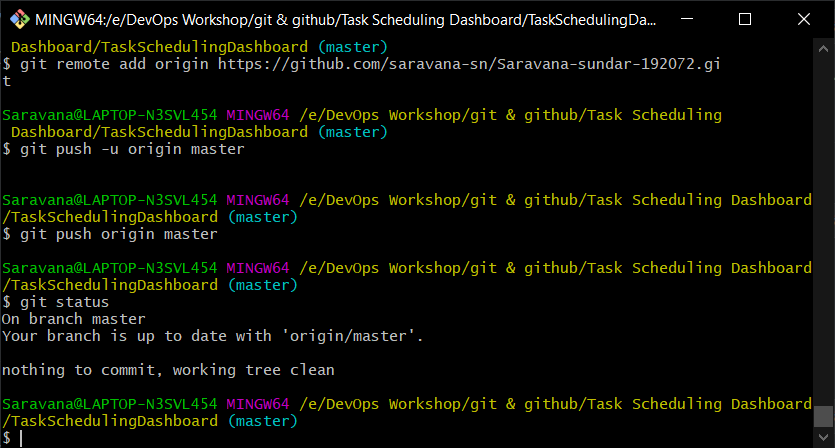 MINGW64:/e/DevOps Workshop/git & github/Task Scheduling Dashboard/TaskSchedulingDa...
 Dashboard/TaskSchedulingDashboard (master)
$ git remote add origin https://github.com/saravana-sn/Saravana-sundar-192072.gi
t
Saravana@LAPTOP-N3SVL454 MINGW64 /e/DevOps Workshop/git & github/Task Scheduling
 Dashboard/TaskSchedulingDashboard (master)
$ git push -u origin master
Saravana@LAPTOP-N3SVL454 MINGW64 /e/DevOps Workshop/git & github/Task Scheduling Dashboard
/TaskSchedulingDashboard (master)
$ git push origin master
Saravana@LAPTOP-N3SVL454 MINGW64 /e/DevOps Workshop/git & github/Task Scheduling Dashboard
/TaskSchedulingDashboard (master)
$ git status
On branch master
Your branch is up to date with 'origin/master'.
nothing to commit, working tree clean
Saravana@LAPTOP-N3SVL454 MINGW64 /e/DevOps Workshop/git & github/Task Scheduling Dashboard
/TaskSchedulingDashboard (master)
$